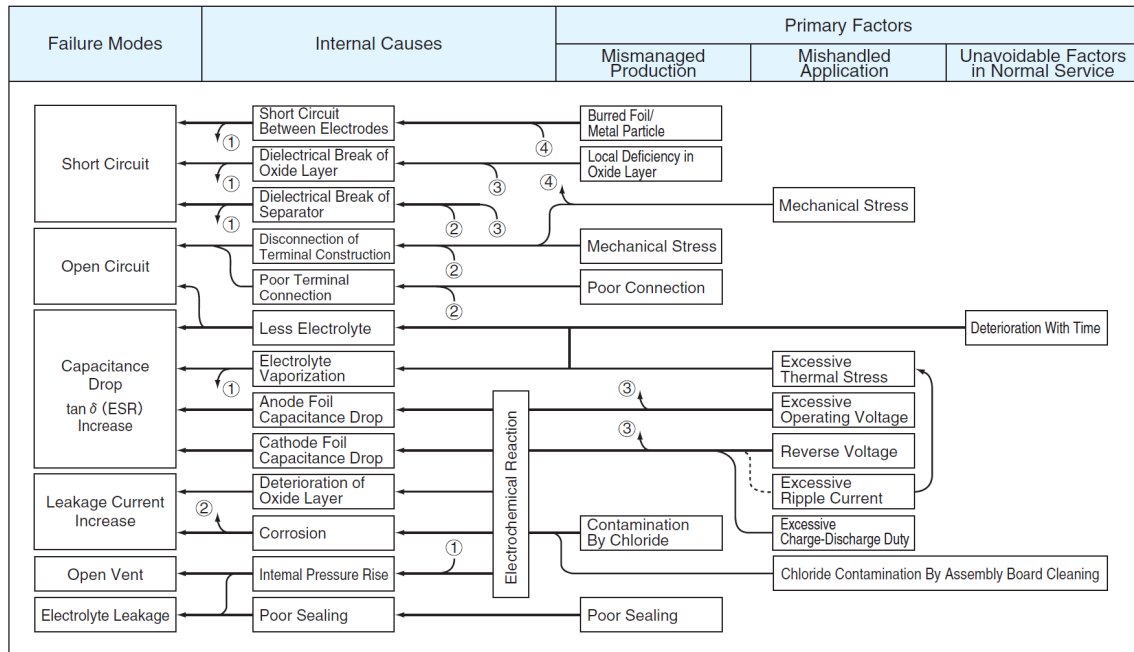 Failure Modes
Internal Causes
Primary Factors
Mismanaged
Production
Mishandled
Application
Unavoidable Factors
in Normal Service
Short Circuit
Short Circuit
Between Electrodes
①
④
Burred Foil/
Metal Particle
Dielectrical Break of
Oxide Layer
①
③
Local Deficiency in
Oxide Layer
Dielectrical Break of
Separator
①
②
③
④
Mechanical Stress
Open Circuit
Disconnection of
Terminal Construction
②
Mechanical Stress
Poor Terminal
Connection
②
Poor Connection
Less Electrolyte
Deterioration With Time
Capacitance
Drop
tan δ (ESR)
Increase
Electrolyte
Vaporization
①
Excessive
Thermal Stress
Anode Foil
Capacitance Drop
③
Excessive
Operating Voltage
Cathode Foil
Capacitance Drop
③
Reverse Voltage
Electrochemical Reaction
Leakage Current
Increase
Deterioration of
Oxide Layer
Excessive
Ripple Current
②
Corrosion
Contamination
By Chloride
Excessive
Charge-Discharge Duty
Open Vent
Internal Pressure Rise
①
Chloride Contamination By Assembly Board Cleaning
Electrolyte Leakage
Poor Sealing
Poor Sealing